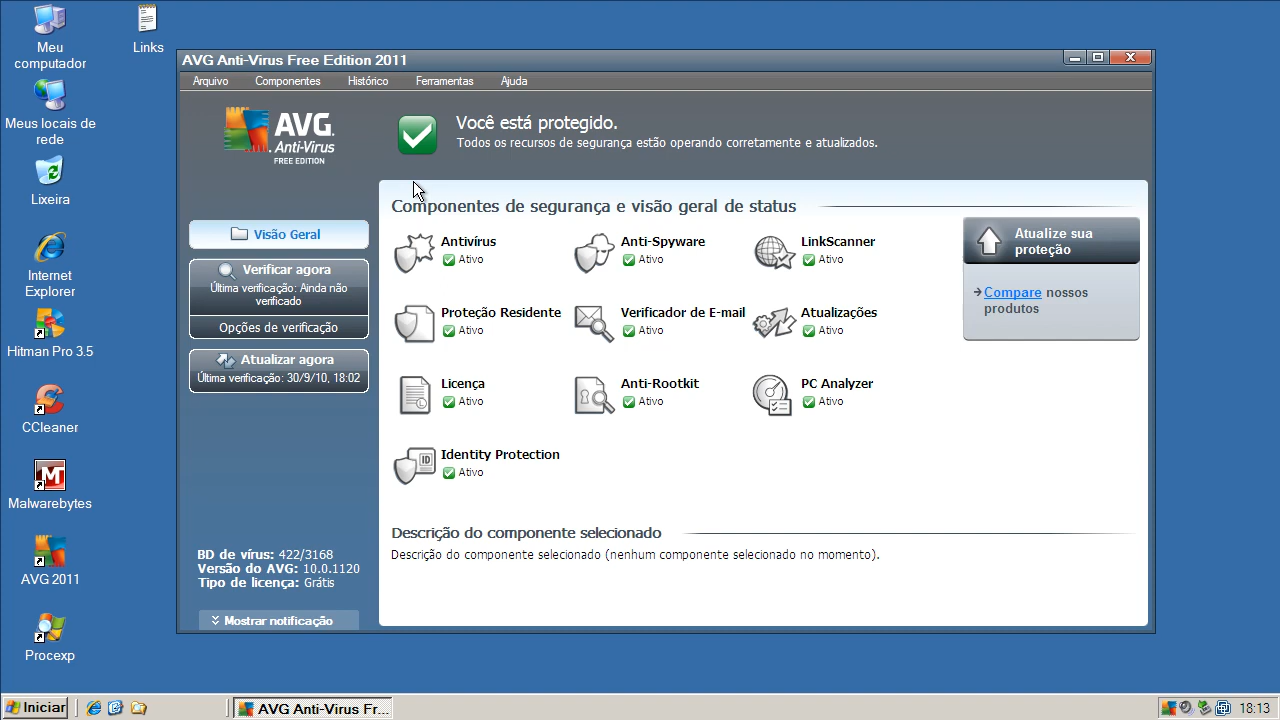 Meu
computador
Links
Meus locais de
rede
Lixeira
Internet
Explorer
Hitman Pro 3.5
CCleaner
Malwarebytes
AVG 2011
Procexp
AVG Anti-Virus Free Edition 2011
Arquivo Componentes Histórico Ferramentas Ajuda
AVG.
Anti-Virus
FREE EDITION
Você está protegido.
Todos os recursos de segurança estão operando corretamente e atualizados.
Visão Geral
Verificar agora
Última verificação: Ainda não
verificado
Opções de verificação
Atualizar agora
Última verificação: 30/9/10, 18:02
BD de vírus: 422/3168
Versão do AVG: 10.0.1120
Tipo de licença: Grátis
Mostrar notificação
Componentes de segurança e visão geral de status
Antivírus
Ativo
Anti-Spyware
Ativo
LinkScanner
Ativo
Proteção Residente
Ativo
Verificador de E-mail
Ativo
Atualizações
Ativo
Licença
Ativo
Anti-Rootkit
Ativo
PC Analyzer
Ativo
Identity Protection
Ativo
Atualize sua
proteção
Compare nossos
produtos
Descrição do componente selecionado
Descrição do componente selecionado (nenhum componente selecionado no momento).
Iniciar
AVG Anti-Virus Fr...
18:13